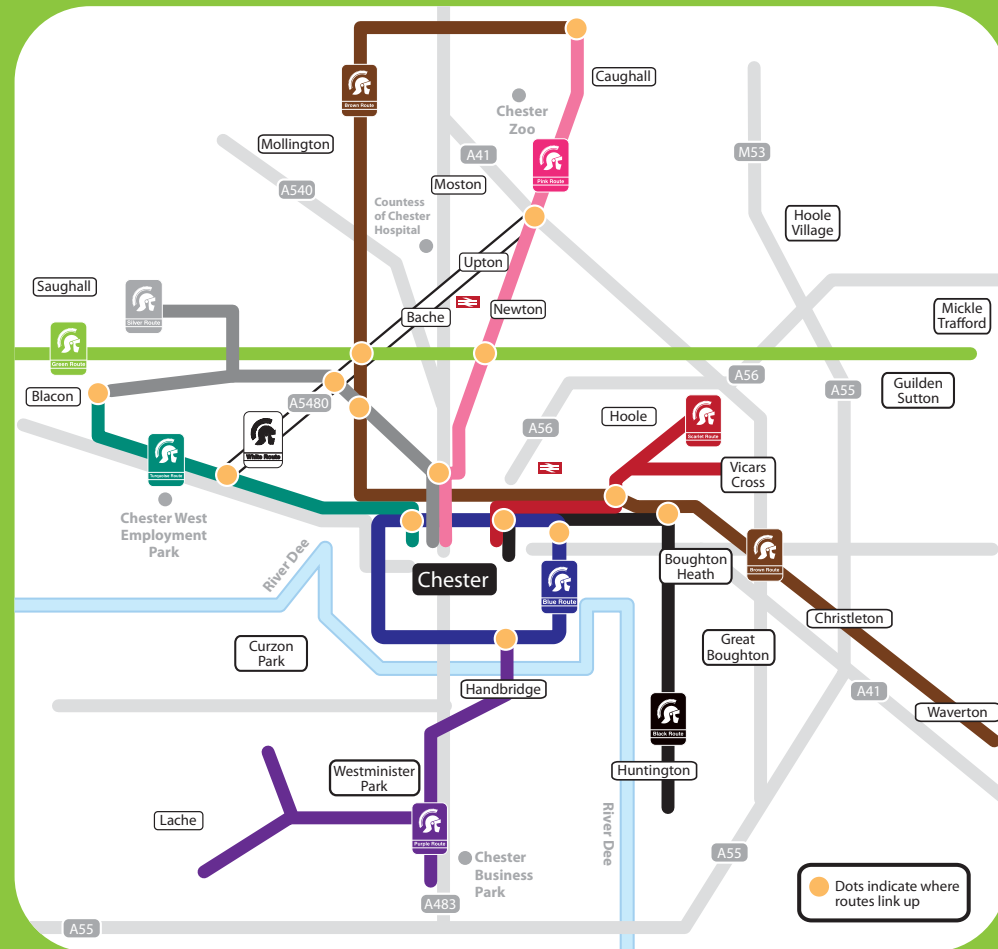 Caughall
Brown Route
Chester
Zoo
Mollington
A41
M53
Pink Route
Moston
A540
Countess
of Chester
Hospital
Hoole
Village
Upton
Saughall
Silver Route
Bache
Newton
Mickle
Trafford
Green Route
A56
A55
Guilden
Sutton
Blacon
A5480
Hoole
Scarlet Route
A56
White Route
Turquoise Route
Vicars
Cross
Chester West
Employment
Park
River Dee
Chester
Boughton
Heath
Brown Route
Blue Route
Christleton
Curzon
Park
Great
Boughton
Handbridge
A41
Waverton
Black Route
Westminister
Park
Huntington
Lache
Purple Route
River Dee
Chester
Business
Park
A55
A483
A55
Dots indicate where
routes link up